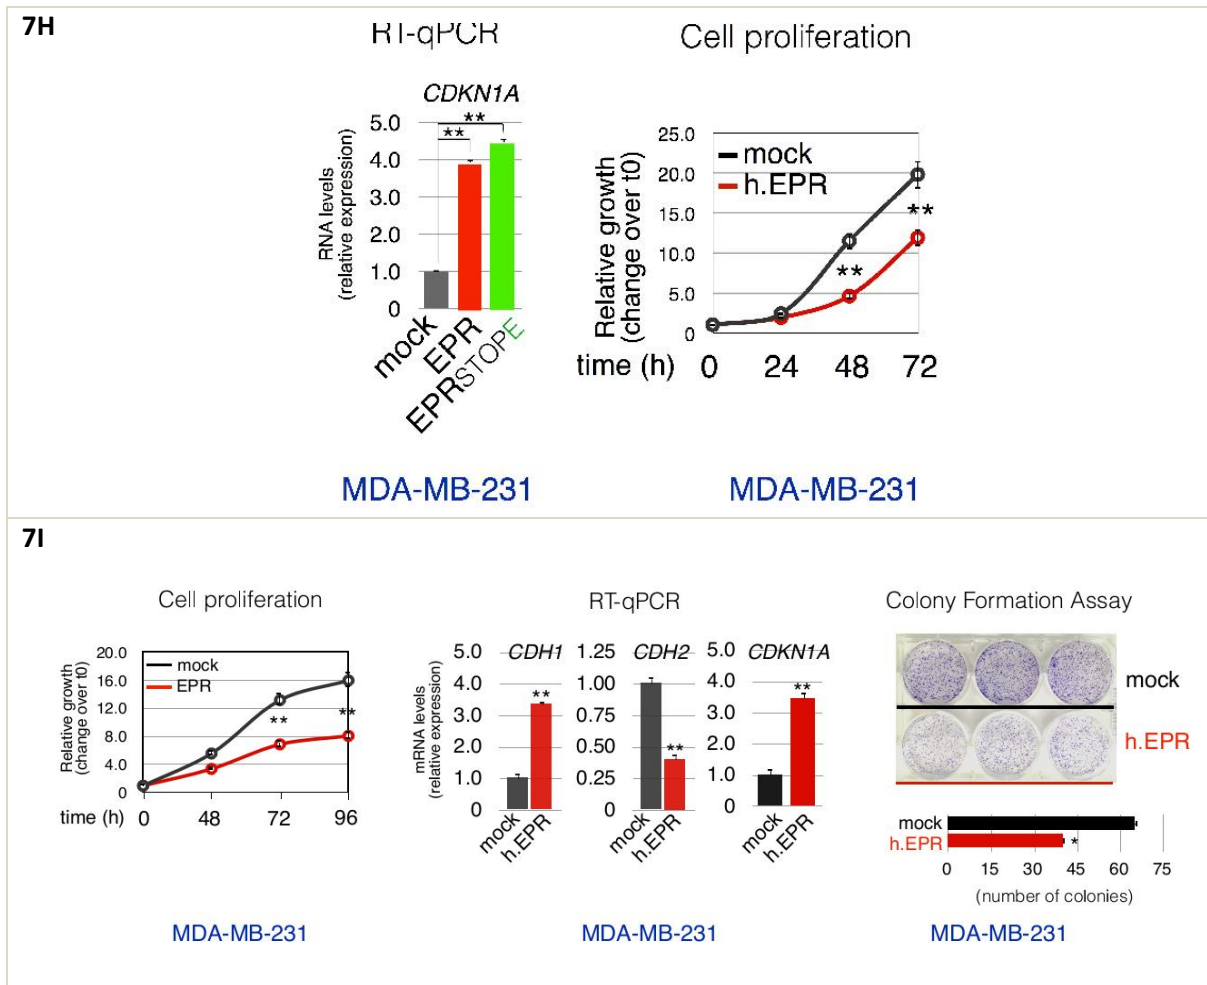 7H
RT-qPCR
Cell proliferation
CDKN1A
**
**
5.0
4.0
3.0
2.0
1.0
0
RNA levels
(relative expression)
mock
EPR
EPRSTOPE
MDA-MB-231
25.0
20.0
15.0
10.0
5.0
0
Relative growth
(change over t0)
mock
h.EPR
**
**
time (h) 0 24 48 72
MDA-MB-231
7I
Cell proliferation
RT-qPCR
Colony Formation Assay
20.0
16.0
12.0
8.0
4.0
0
Relative growth
(change over t0)
mock
EPR
**
**
time (h) 0 48 72 96
MDA-MB-231
mRNA levels
(relative expression)
CDH1
5.0
4.0
3.0
2.0
1.0
0
**
mock
h.EPR
CDH2
1.25
1.00
0.75
0.50
0.25
0
**
mock
h.EPR
CDKN1A
5.0
4.0
3.0
2.0
1.0
0
**
mock
h.EPR
MDA-MB-231
mock
h.EPR
mock
h.EPR
*
0 15 30 45 60 75
(number of colonies)
MDA-MB-231